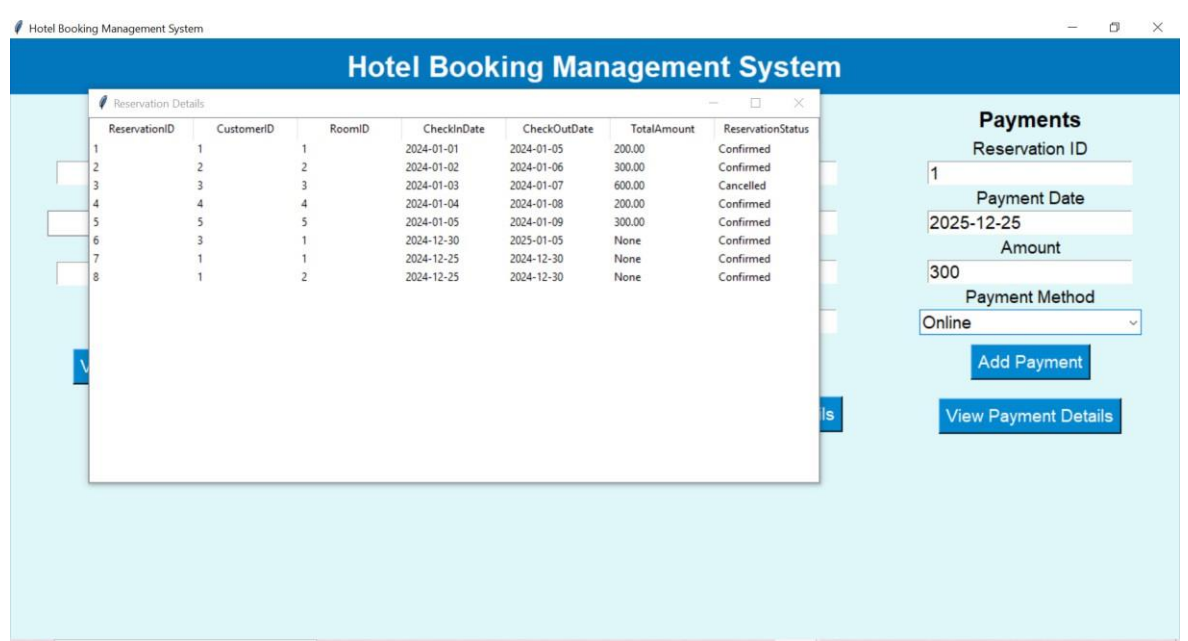 Hotel Booking Management System
Hotel Booking Management System
Reservation Details
ReservationID CustomerID RoomID CheckInDate CheckOutDate TotalAmount ReservationStatus
1 1 1 2024-01-01 2024-01-05 200.00 Confirmed
2 2 2 2024-01-02 2024-01-06 300.00 Confirmed
3 3 3 2024-01-03 2024-01-07 600.00 Cancelled
4 4 4 2024-01-04 2024-01-08 200.00 Confirmed
5 5 5 2024-01-05 2024-01-09 300.00 Confirmed
6 3 1 2024-12-30 2025-01-05 None Confirmed
7 1 1 2024-12-25 2024-12-30 None Confirmed
8 1 2 2024-12-25 2024-12-30 None Confirmed
ls
Payments
Reservation ID
1
Payment Date
2025-12-25
Amount
300
Payment Method
Online
Add Payment
View Payment Details